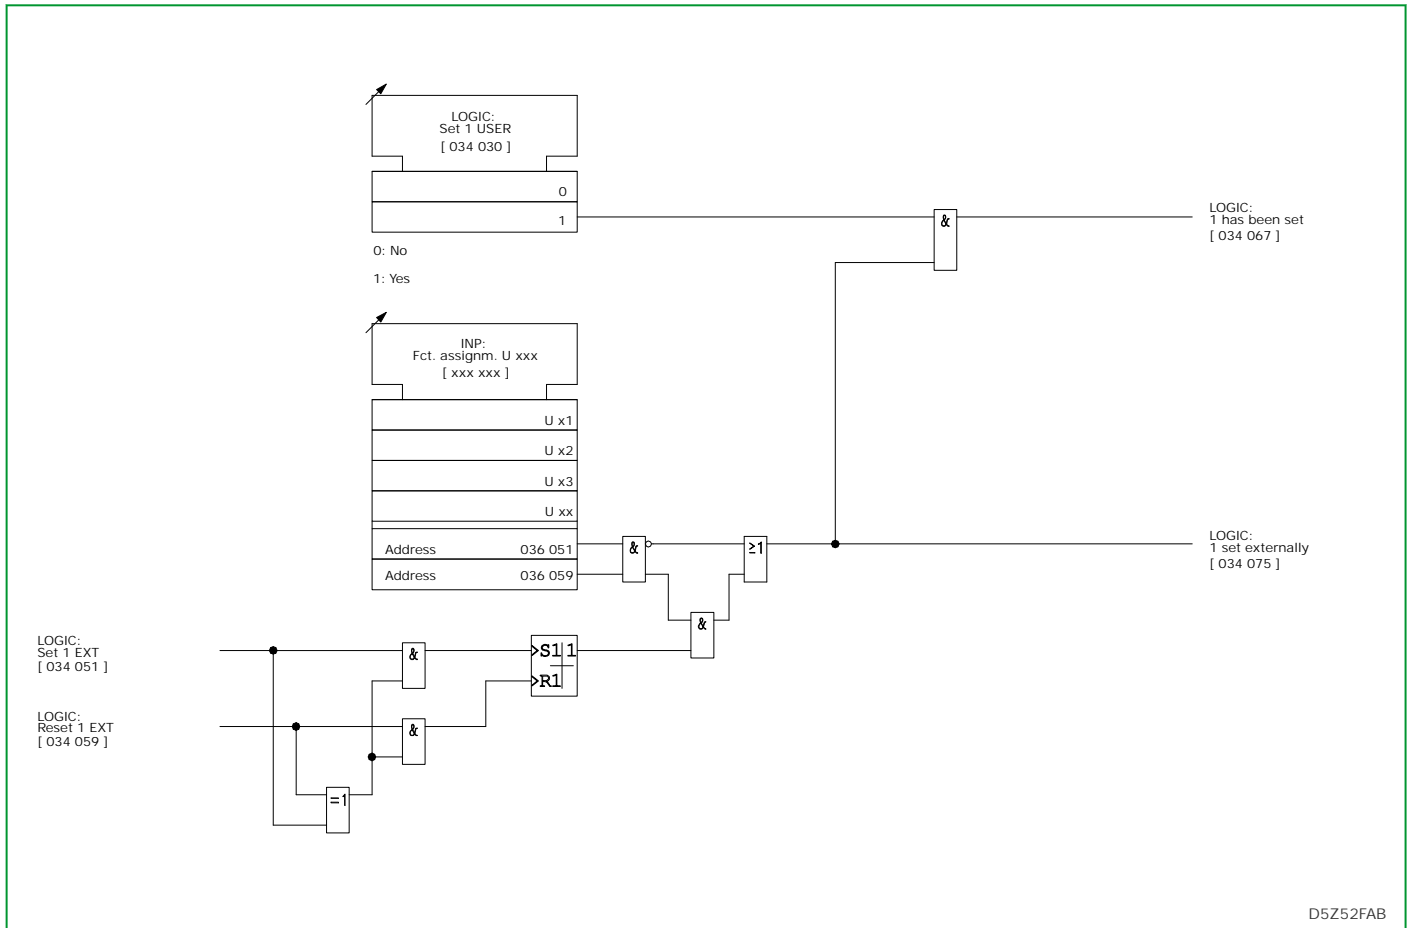 LOGIC:
Set 1 USER
[ 034 030 ]
0
1
0: No
1: Yes
&
LOGIC:
1 has been set
[ 034 067 ]
INP:
Fct. assignm. U xxx
[ xxx xxx ]
U x1
U x2
U x3
U xx
Address 036 051
Address 036 059
&
≥1
LOGIC:
1 set externally
[ 034 075 ]
&
LOGIC:
Set 1 EXT
[ 034 051 ]
&
S1 1
R1
LOGIC:
Reset 1 EXT
[ 034 059 ]
&
=1
D5Z52FAB